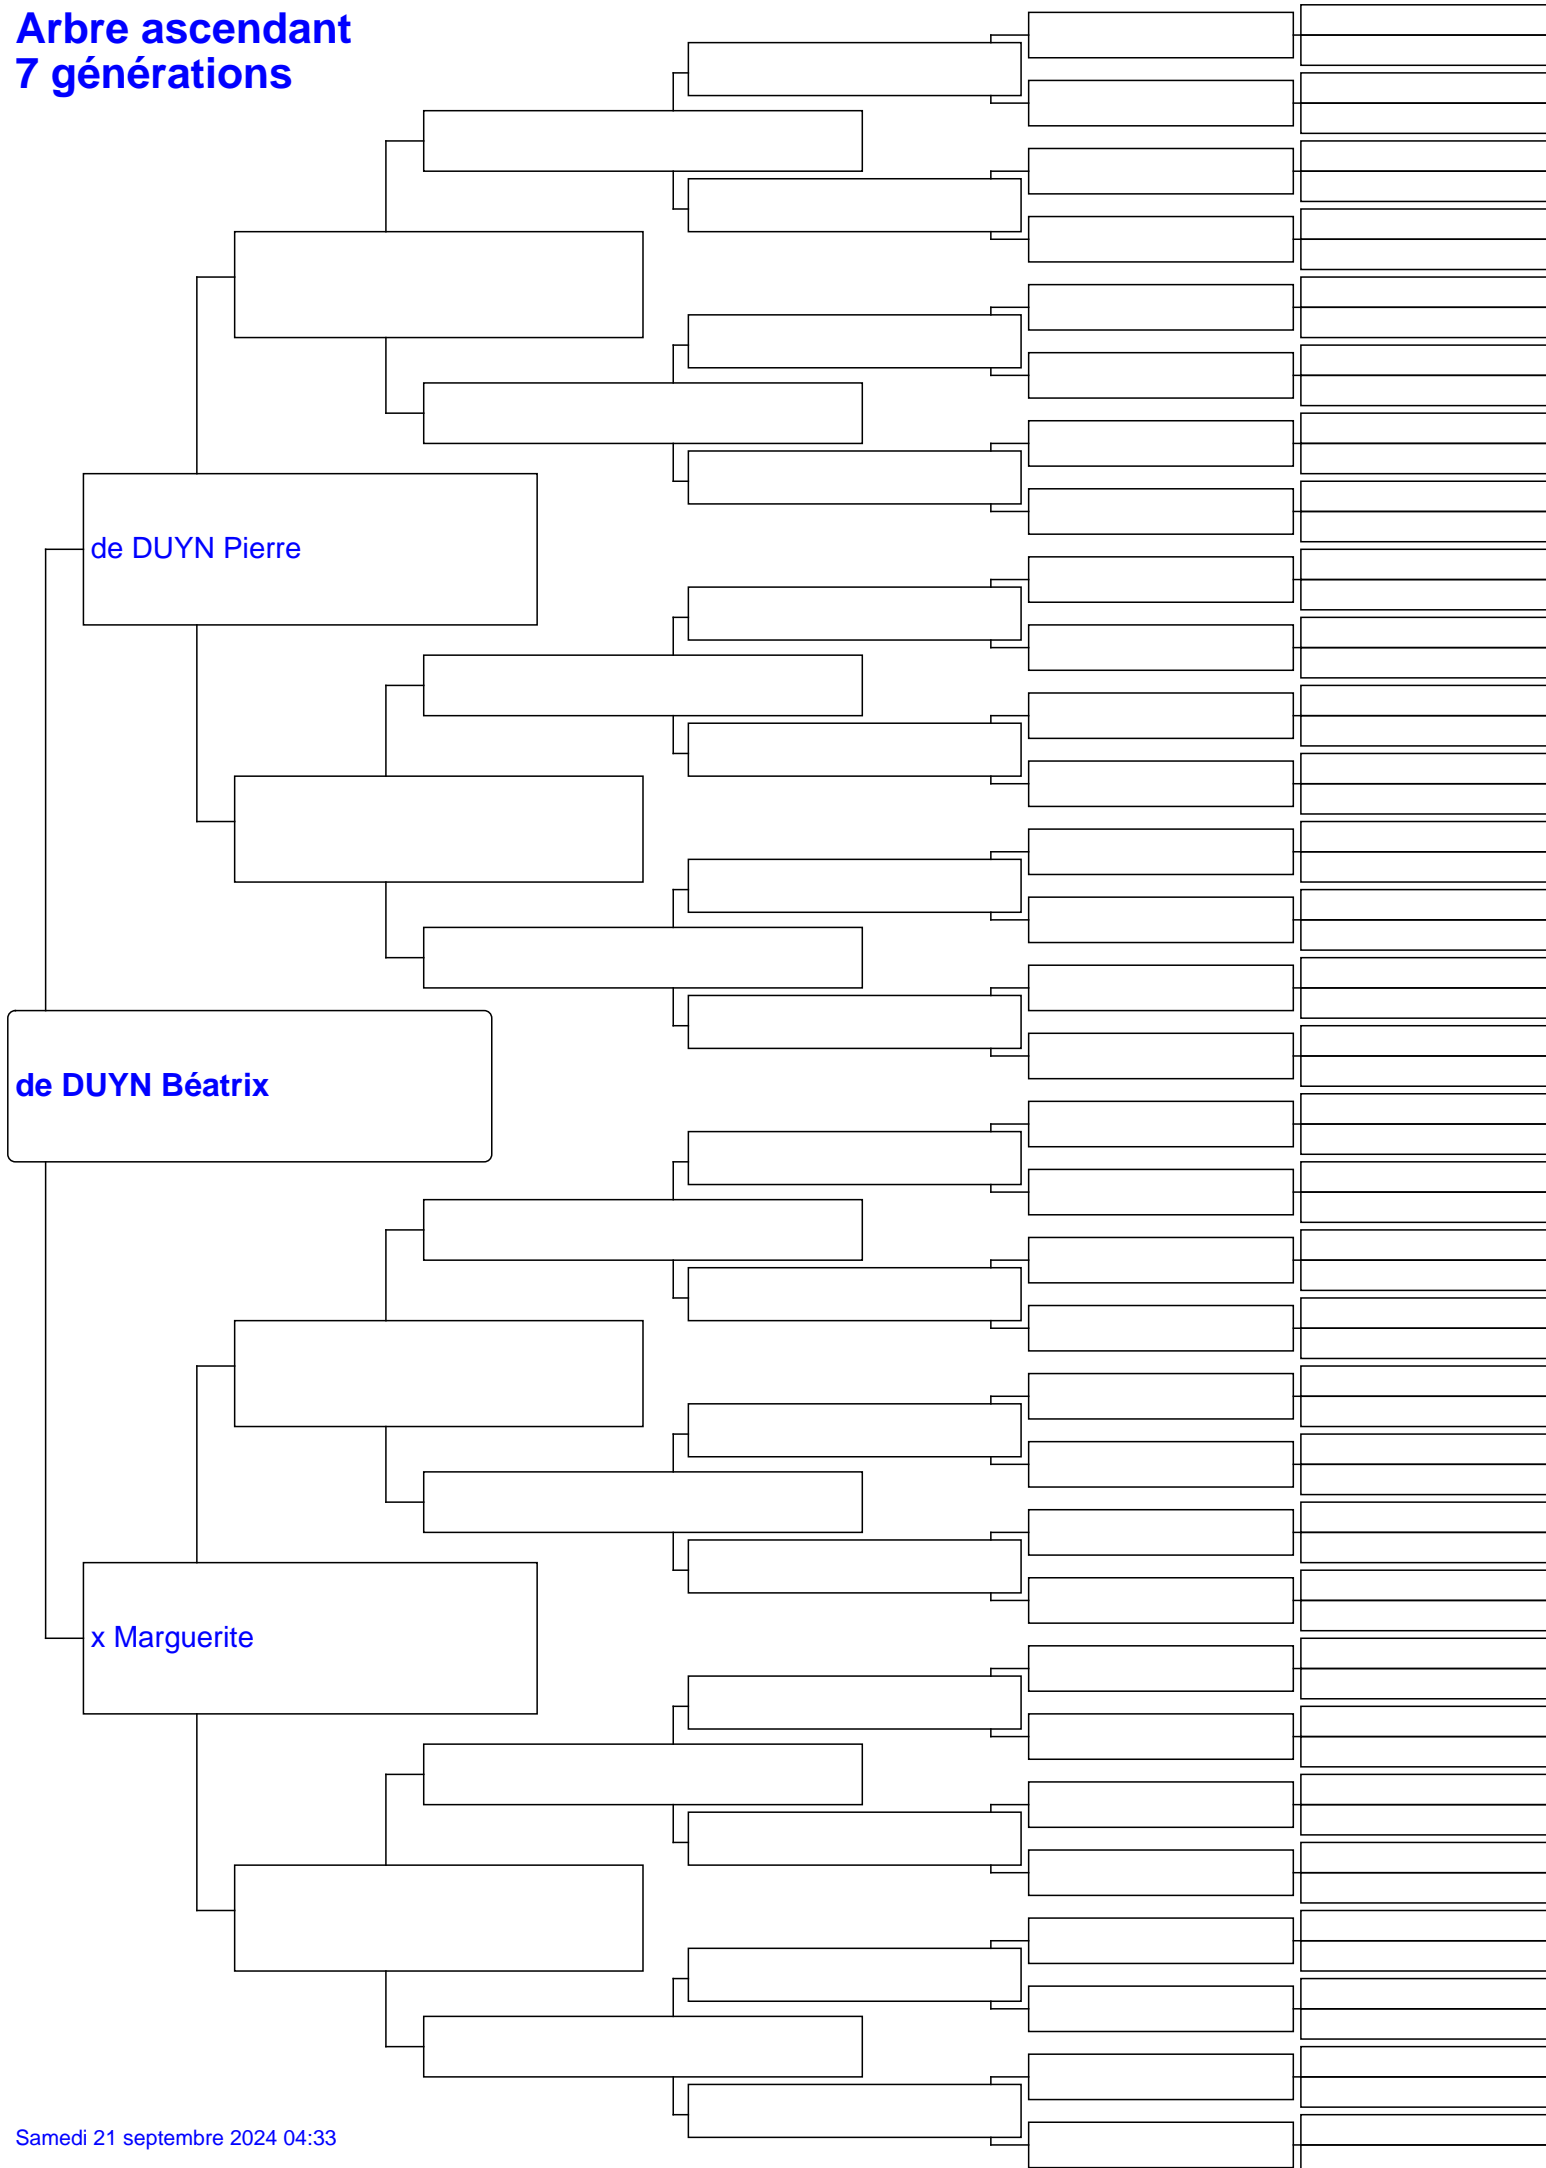 Arbre ascendant
7 générations
de DUYN Pierre
de DUYN Béatrix
x Marguerite
Samedi 21 septembre 2024 04:33